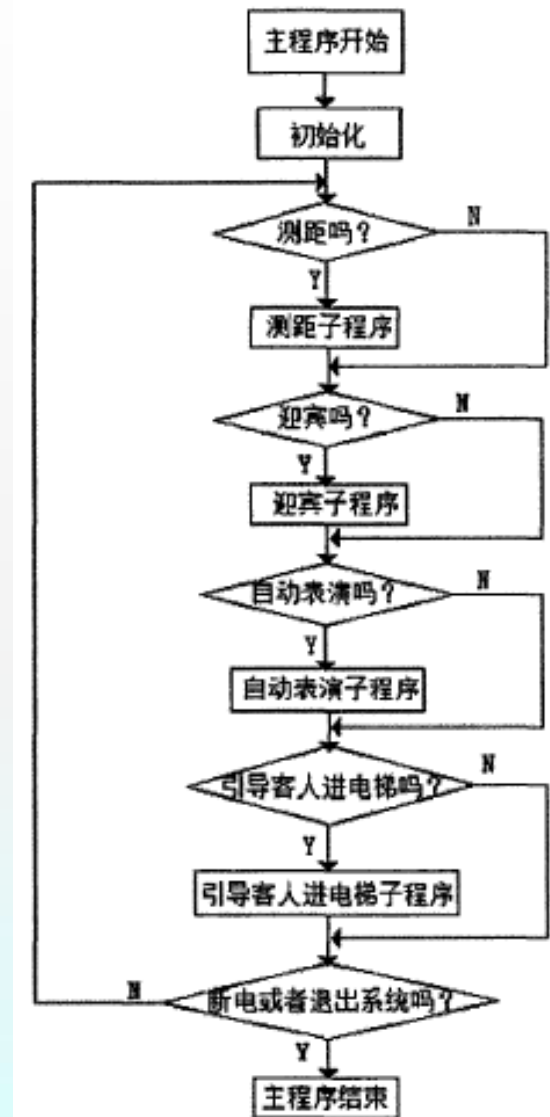 主程序开始
初始化
测距吗？
N
Y
测距子程序
迎宾吗？
N
Y
迎宾子程序
自动表演吗？
N
Y
自动表演子程序
引导客人进电梯吗？
N
Y
引导客人进电梯子程序
断电或者退出系统吗？
N
Y
主程序结束